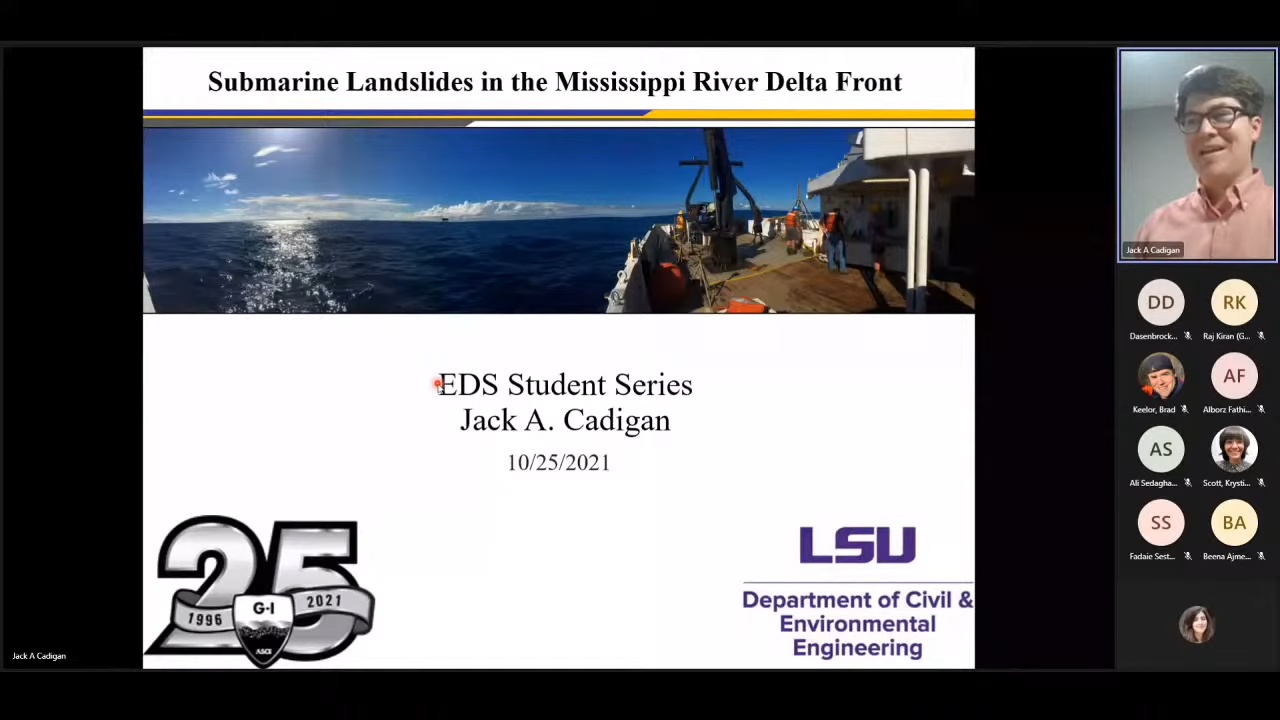 Submarine Landslides in the Mississippi River Delta Front
EDS Student Series
Jack A. Cadigan
10/25/2021
1996
G-I
2021
ASCE
LSU
Department of Civil &
Environmental
Engineering
Jack A Cadigan
Jack A Cadigan
DD
RK
Dasenbrock...
Raj Kiran (G...
AF
Keelor, Brad
Alborz Fathi...
AS
Ali Sedagha...
Scott, Krysti...
SS
BA
Fadaie Sest...
Beena Ajme...
25